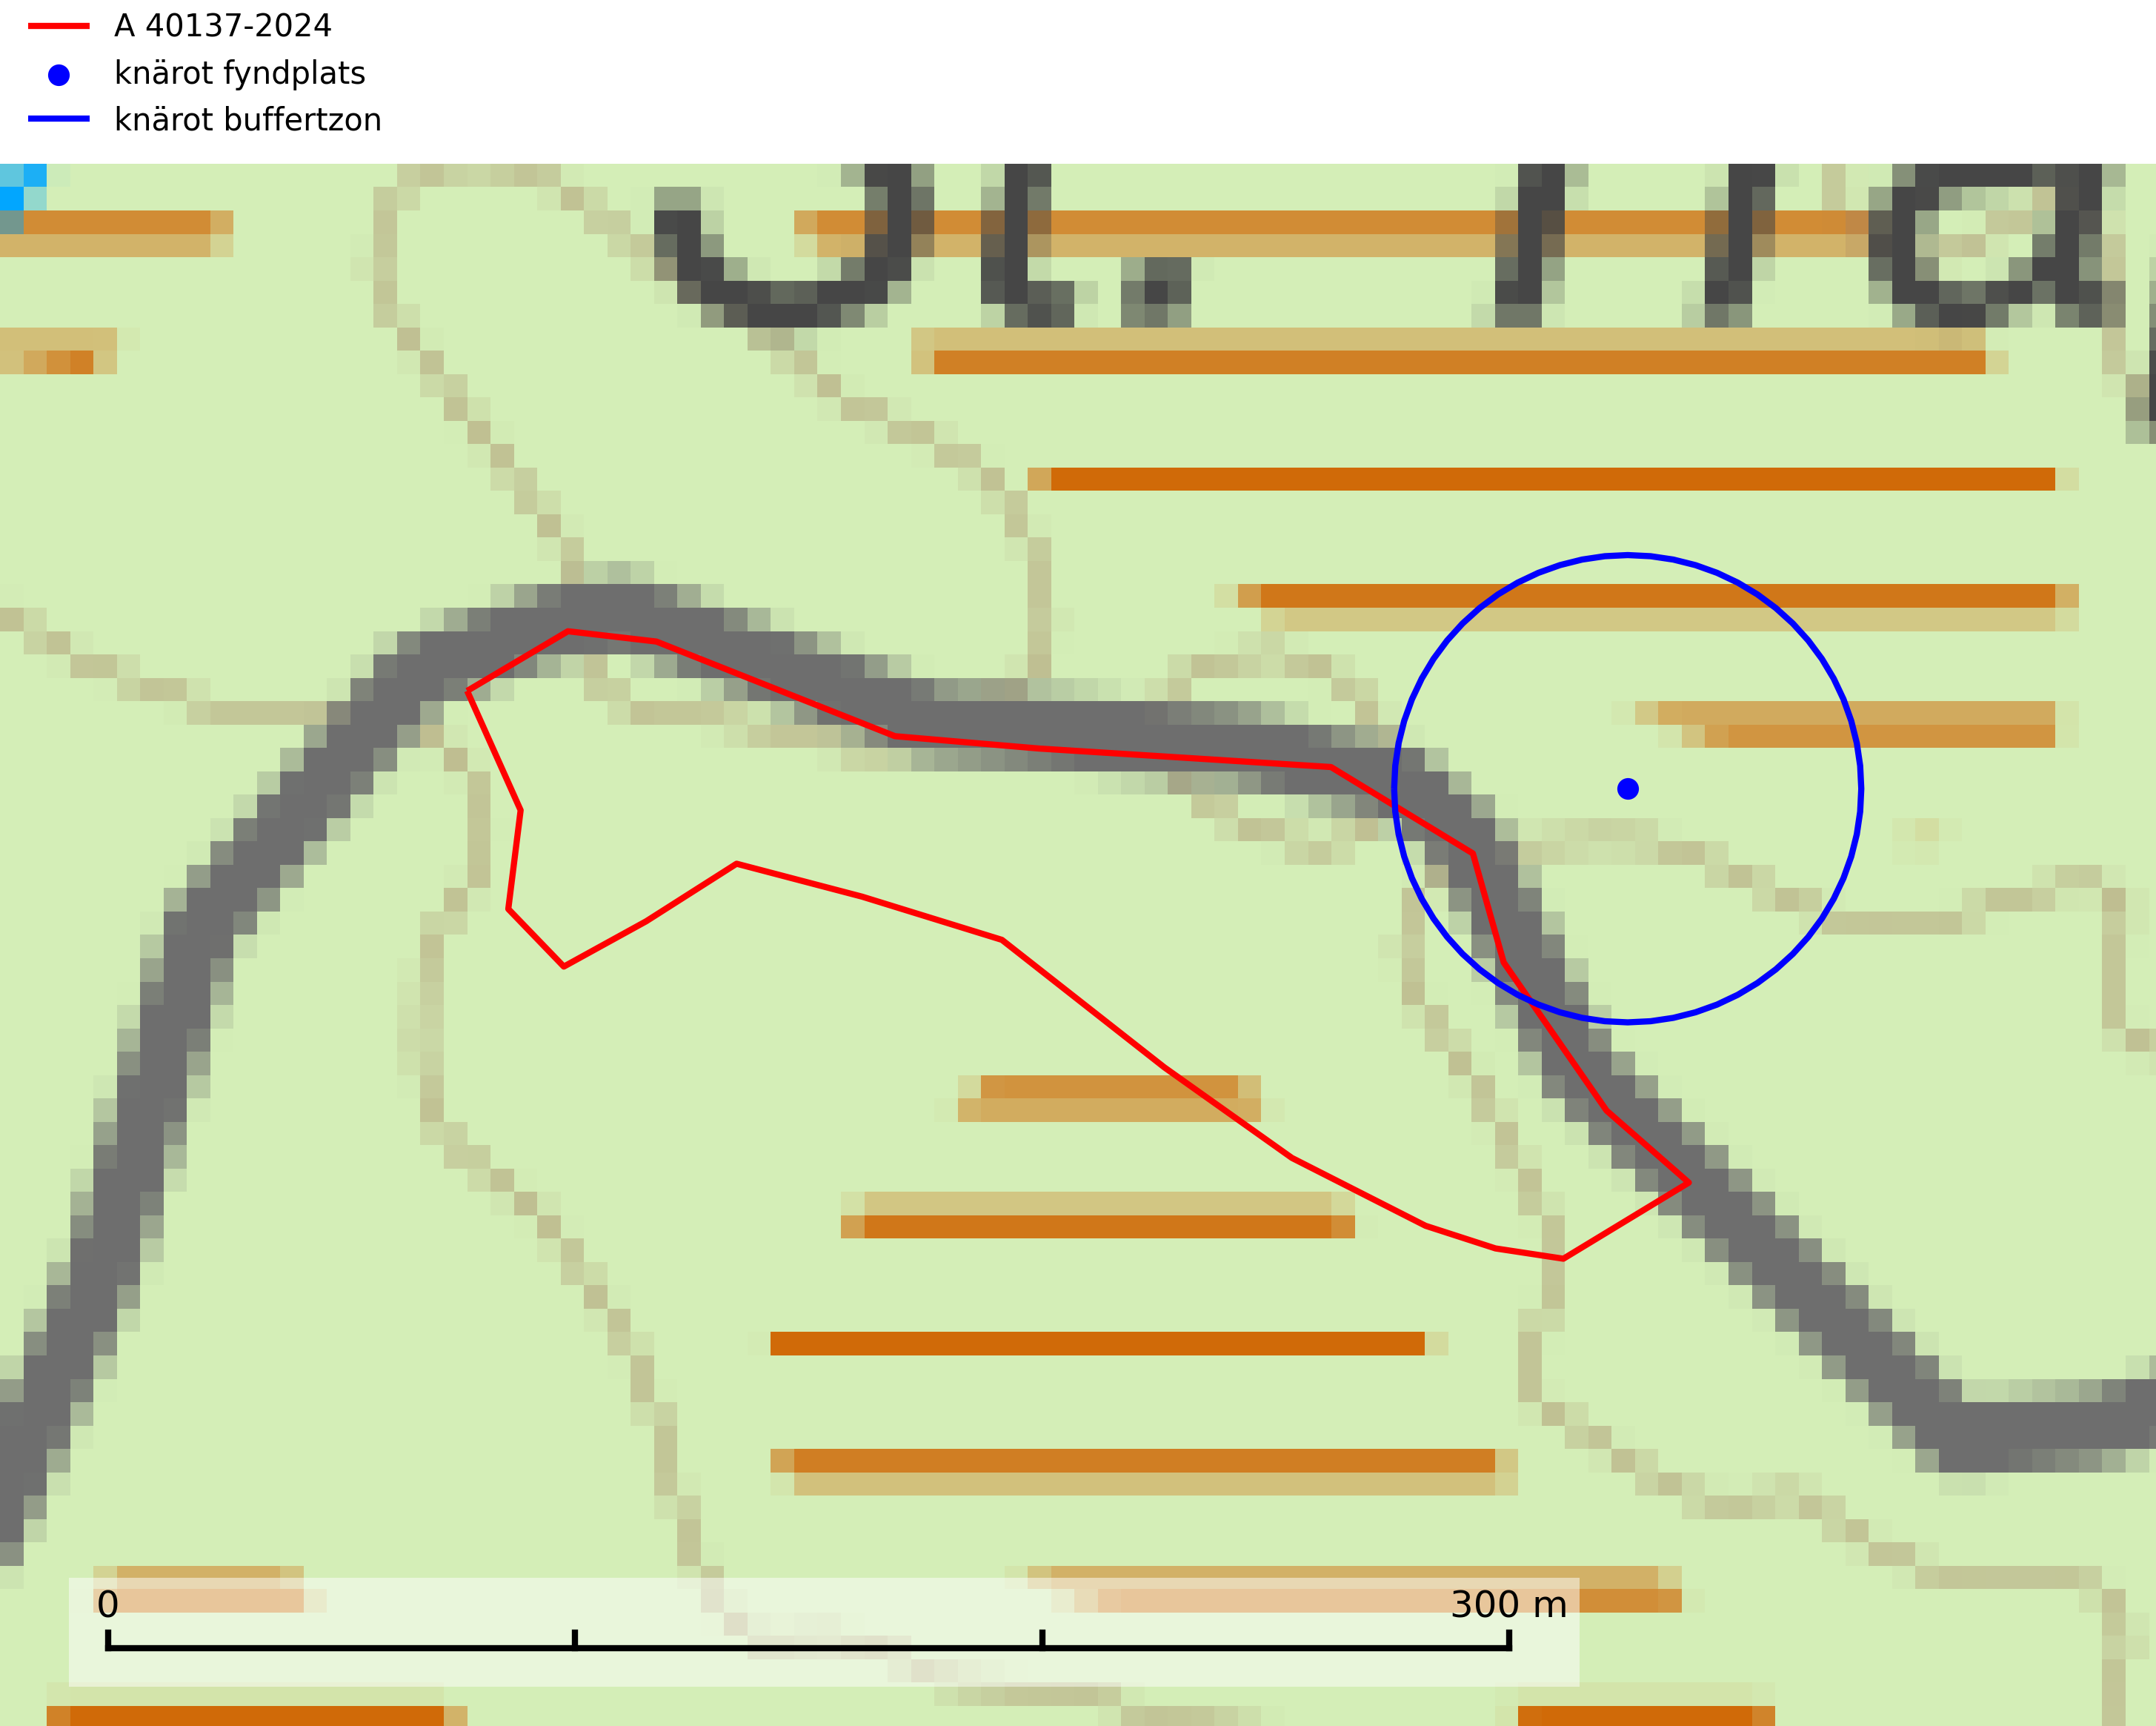 A 40137-2024
knärot fyndplats
knärot buffertzon
0 300 m